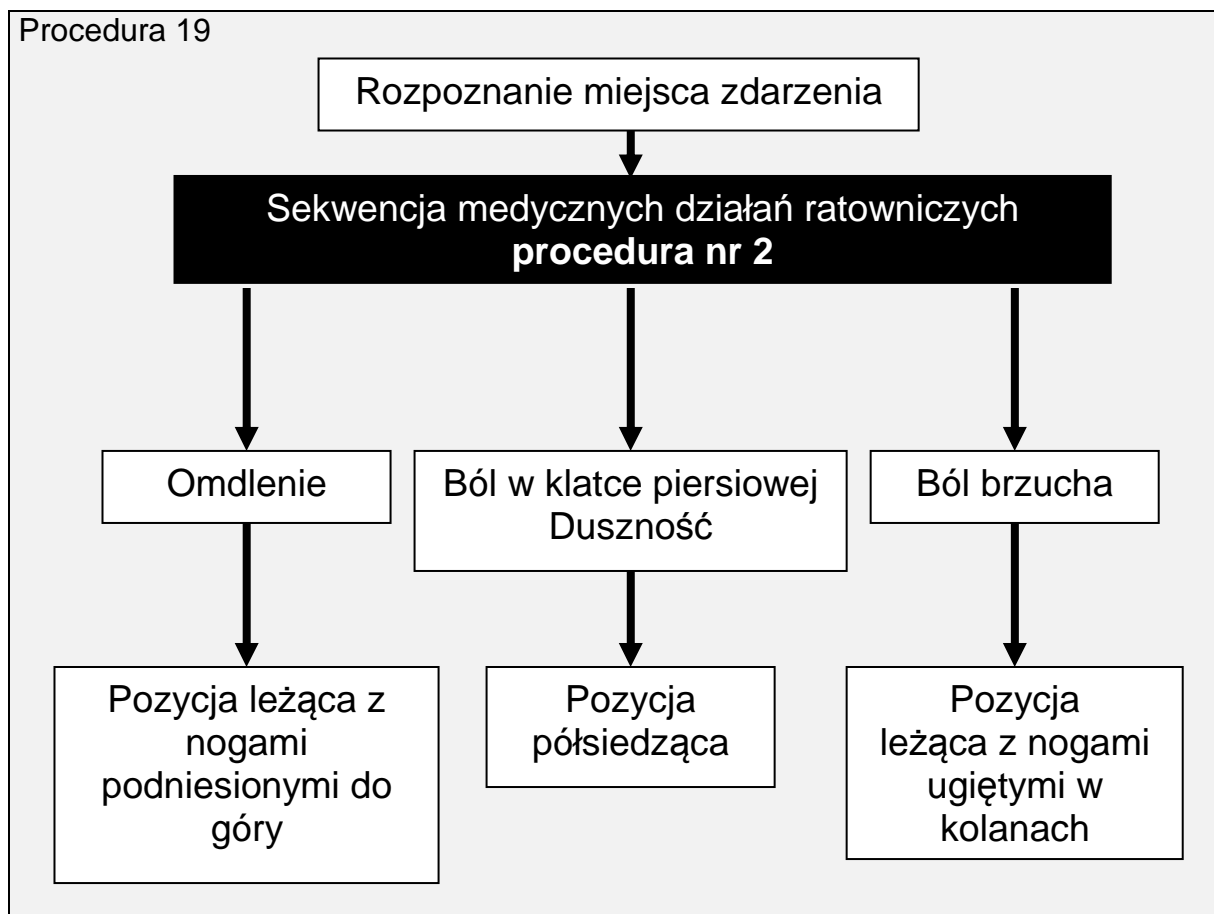 Procedura 19
Rozpoznanie miejsca zdarzenia
Sekwencja medycznych działań ratowniczych
procedura nr 2
Omdlenie
Ból w klatce piersiowej
Duszność
Ból brzucha
Pozycja leżąca z
nogami
podniesionymi do
góry
Pozycja
półsiedząca
Pozycja
leżąca z nogami
ugiętymi w
kolanach